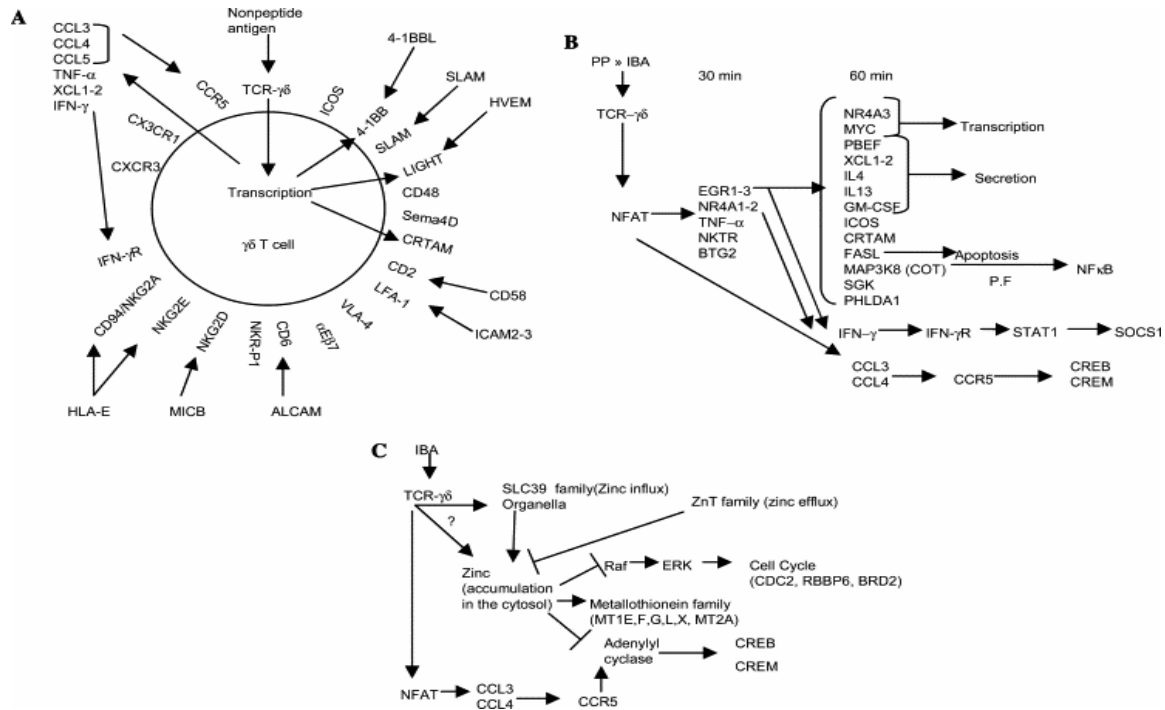 A
Nonpeptide
antigen
CCL3
CCL4
CCL5
TNF-α
XCL1-2
IFN-γ
CCR5
TCR-γδ
ICOS
4-1BBL
4-1BB
SLAM
SLAM
HVEM
LIGHT
CX3CR1
CXCR3
Transcription
CD48
Sema4D
CRTAM
γδ T cell
IFN-γR
CD2
CD58
LFA-1
ICAM2-3
VLA-4
αEβ7
CD6
NKR-P1
NKG2D
NKG2E
CD94/NKG2A
HLA-E
MICB
ALCAM
B
PP » IBA
30 min
60 min
TCR–γδ
NFAT
EGR1-3
NR4A1-2
TNF–α
NKTR
BTG2
NR4A3
MYC
PBEF
XCL1-2
IL4
IL13
GM-CSF
ICOS
CRTAM
FASL
MAP3K8 (COT)
SGK
PHLDA1
Transcription
Secretion
Apoptosis
P.F
NFκB
IFN–γ
IFN-γR
STAT1
SOCS1
CCL3
CCL4
CCR5
CREB
CREM
C
IBA
TCR-γδ
?
SLC39 family(Zinc influx)
Organella
ZnT family (zinc efflux)
Zinc
(accumulation
in the cytosol)
Raf
ERK
Cell Cycle
(CDC2, RBBP6, BRD2)
Metallothionein family
(MT1E,F,G,L,X, MT2A)
Adenylyl
cyclase
CREB
CREM
NFAT
CCL3
CCL4
CCR5